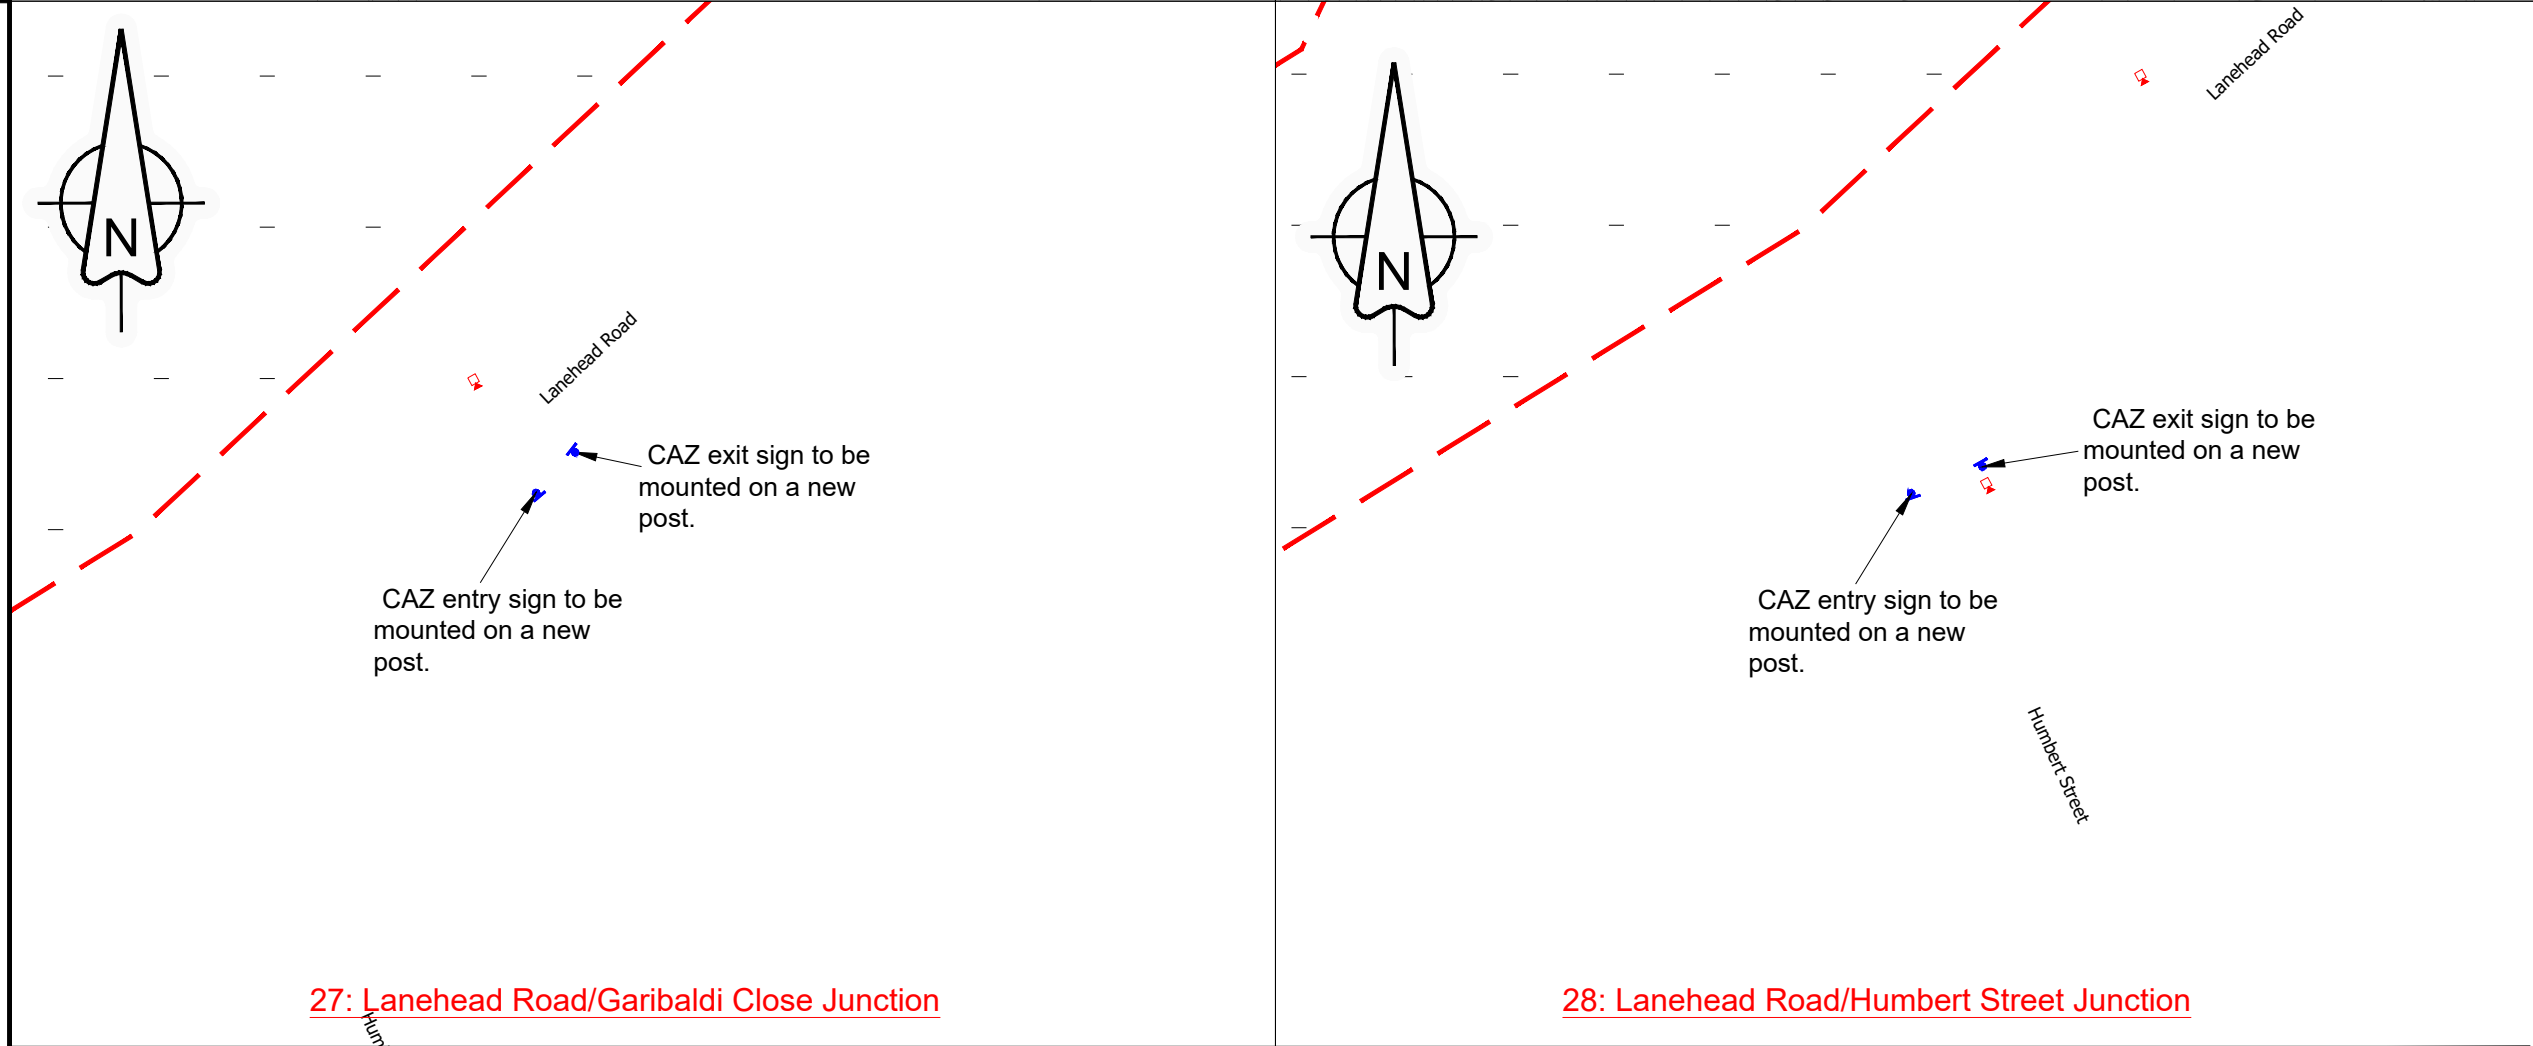 N
Lanehead Road
CAZ exit sign to be
mounted on a new
post.
CAZ entry sign to be
mounted on a new
post.
27: Lanehead Road/Garibaldi Close Junction
Hum
Lanehead Road
N
CAZ exit sign to be
mounted on a new
post.
CAZ entry sign to be
mounted on a new
post.
Humbert Street
28: Lanehead Road/Humbert Street Junction